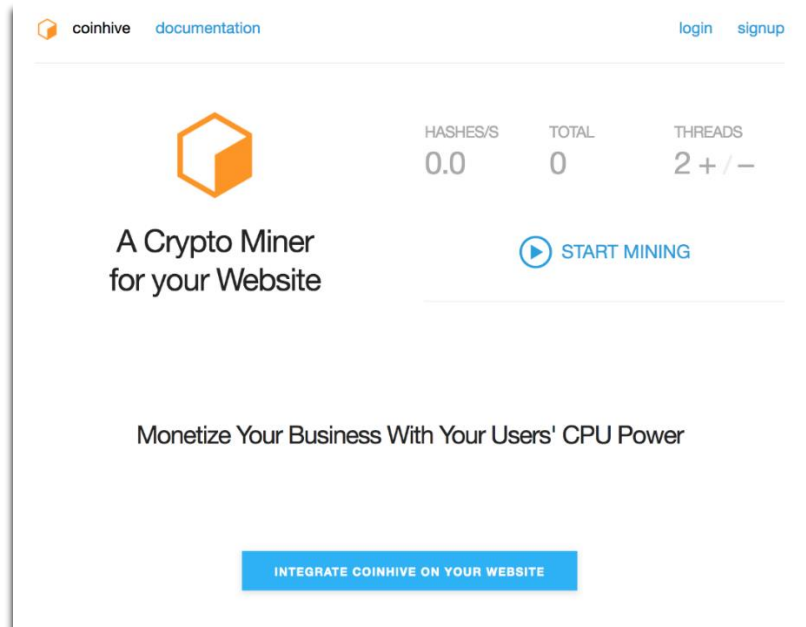 coinhive documentation login signup
HASHES/S TOTAL THREADS
0.0 0 2 + / −
A Crypto Miner
for your Website
START MINING
Monetize Your Business With Your Users' CPU Power
INTEGRATE COINHIVE ON YOUR WEBSITE